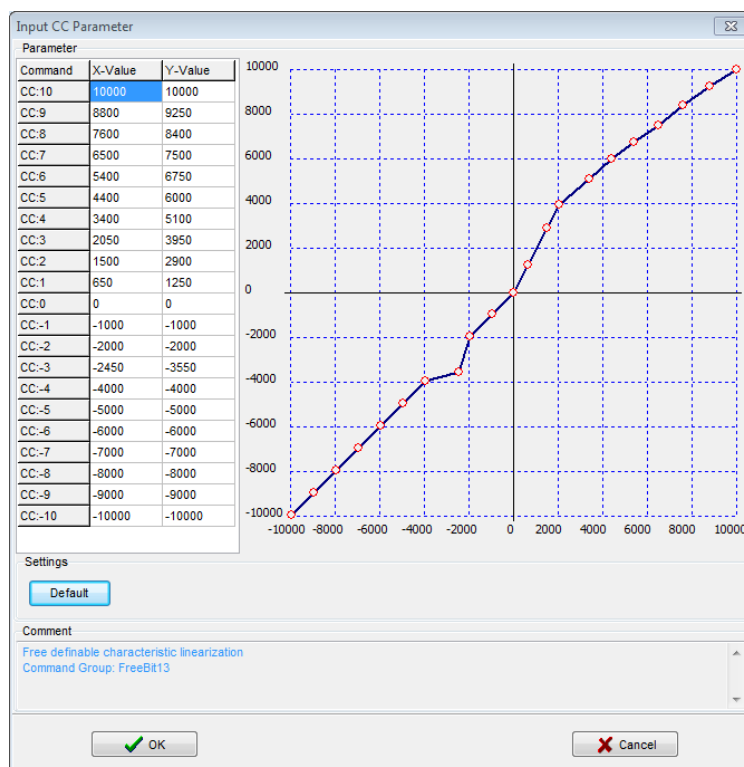 Input CC Parameter
Parameter
Command X-Value Y-Value
CC:10 10000 10000
CC:9 8800 9250
CC:8 7600 8400
CC:7 6500 7500
CC:6 5400 6750
CC:5 4400 6000
CC:4 3400 5100
CC:3 2050 3950
CC:2 1500 2900
CC:1 650 1250
CC:0 0 0
CC:-1 -1000 -1000
CC:-2 -2000 -2000
CC:-3 -2450 -3550
CC:-4 -4000 -4000
CC:-5 -5000 -5000
CC:-6 -6000 -6000
CC:-7 -7000 -7000
CC:-8 -8000 -8000
CC:-9 -9000 -9000
CC:-10 -10000 -10000
10000
8000
6000
4000
2000
0
-2000
-4000
-6000
-8000
-10000
-10000 -8000 -6000 -4000 -2000 0 2000 4000 6000 8000 10000
Settings
Default
Comment
Free definable characteristic linearization
Command Group: FreeBit13
OK
Cancel